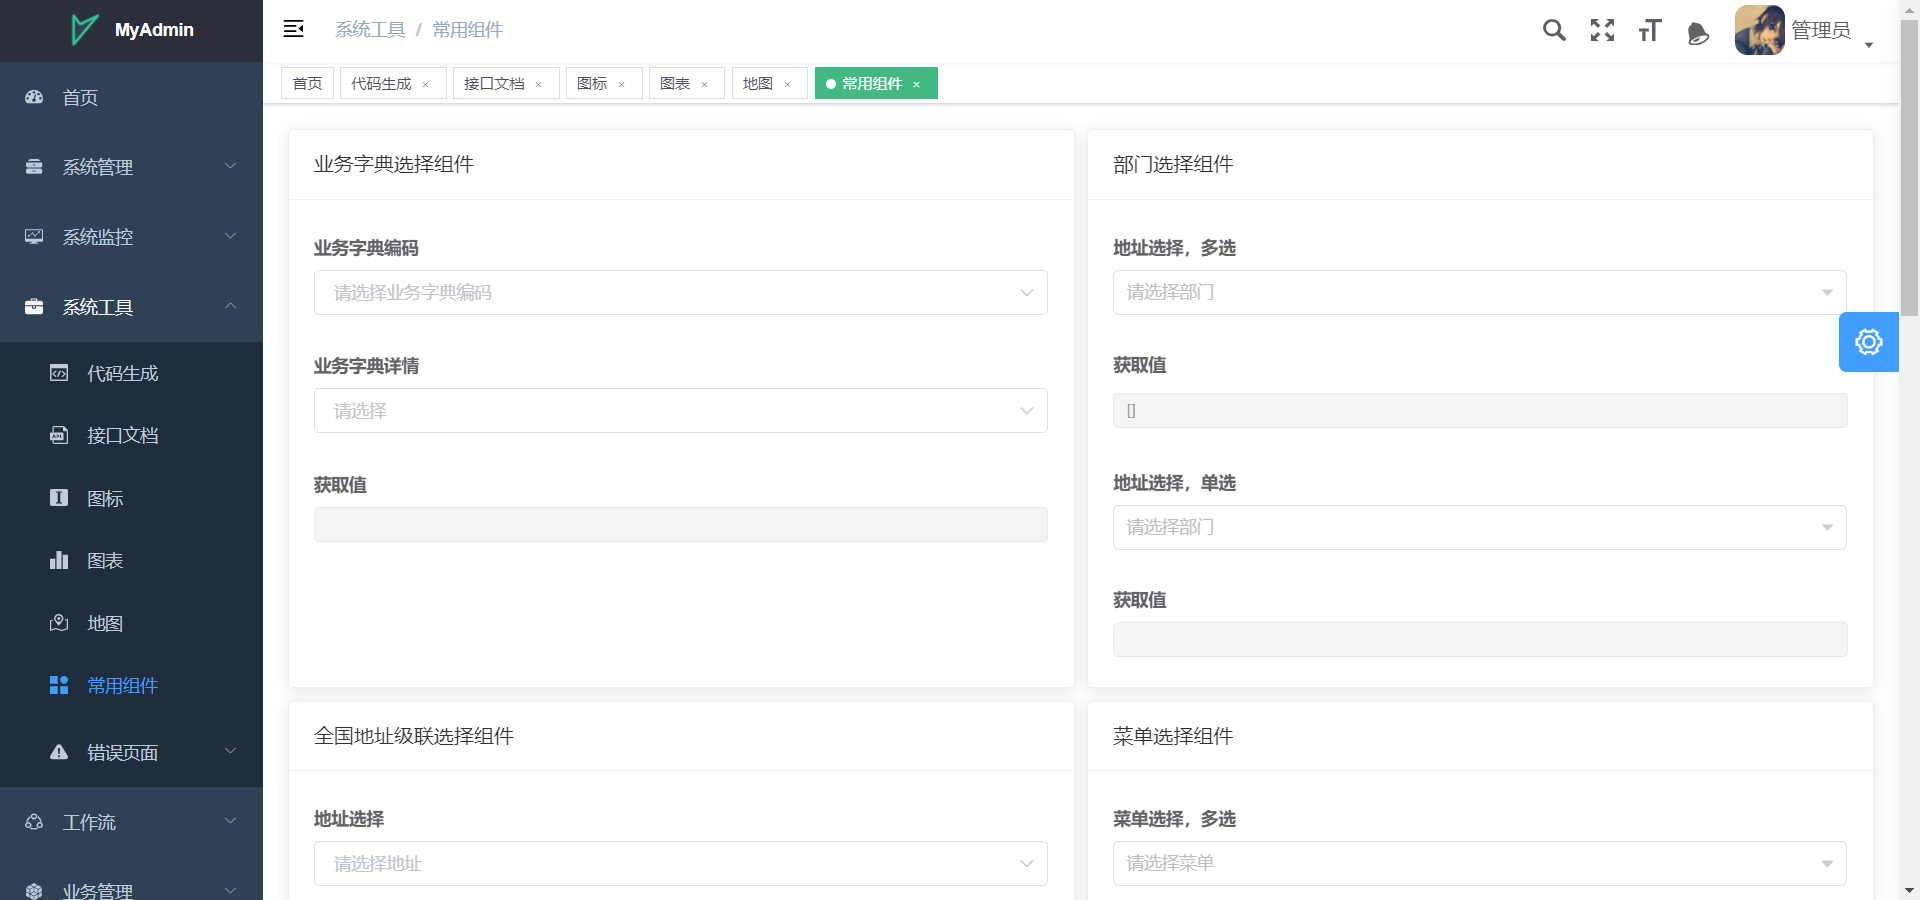 MyAdmin
首页
系统管理
系统监控
系统工具
代码生成
接口文档
图标
图表
地图
常用组件
错误页面
工作流
业务管理
系统工具 / 常用组件
管理员
首页
代码生成 ×
接口文档 ×
图标 ×
图表 ×
地图 ×
常用组件 ×
业务字典选择组件
业务字典编码
请选择业务字典编码
业务字典详情
请选择
获取值
部门选择组件
地址选择，多选
请选择部门
获取值
[]
地址选择，单选
请选择部门
获取值
全国地址级联选择组件
地址选择
请选择地址
菜单选择组件
菜单选择，多选
请选择菜单